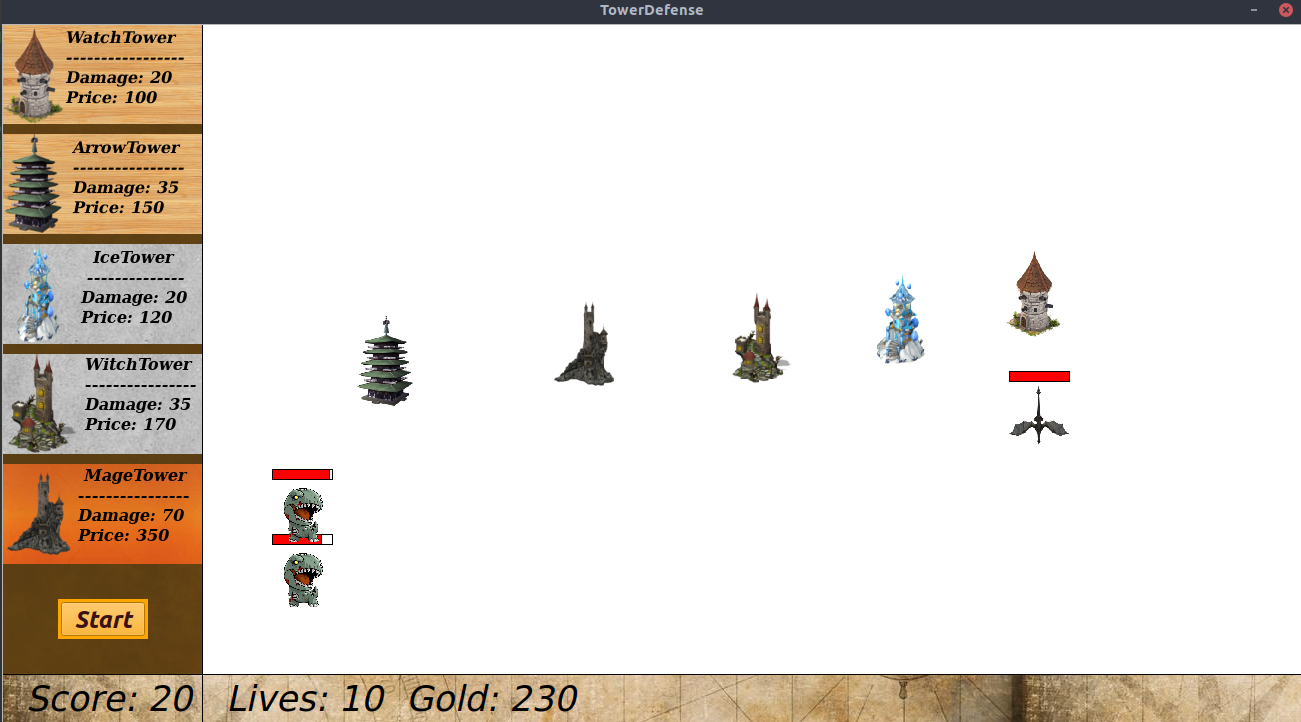 TowerDefense
WatchTower
-----------------
Damage: 20
Price: 100
ArrowTower
----------------
Damage: 35
Price: 150
IceTower
--------------
Damage: 20
Price: 120
WitchTower
----------------
Damage: 35
Price: 170
MageTower
----------------
Damage: 70
Price: 350
Start
Score: 20 Lives: 10 Gold: 230